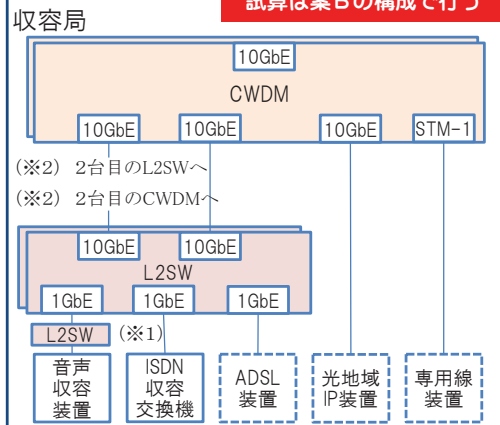 試算は案Bの構成で行う
収容局
10GbE
CWDM
10GbE 10GbE 10GbE STM-1
(※2) 2台目のL2SWへ
(※2) 2台目のCWDMへ
10GbE 10GbE
L2SW
1GbE 1GbE 1GbE
L2SW (※1)
音声
収容
装置
ISDN
収容
交換機
ADSL
装置
光地域
IP装置
専用線
装置